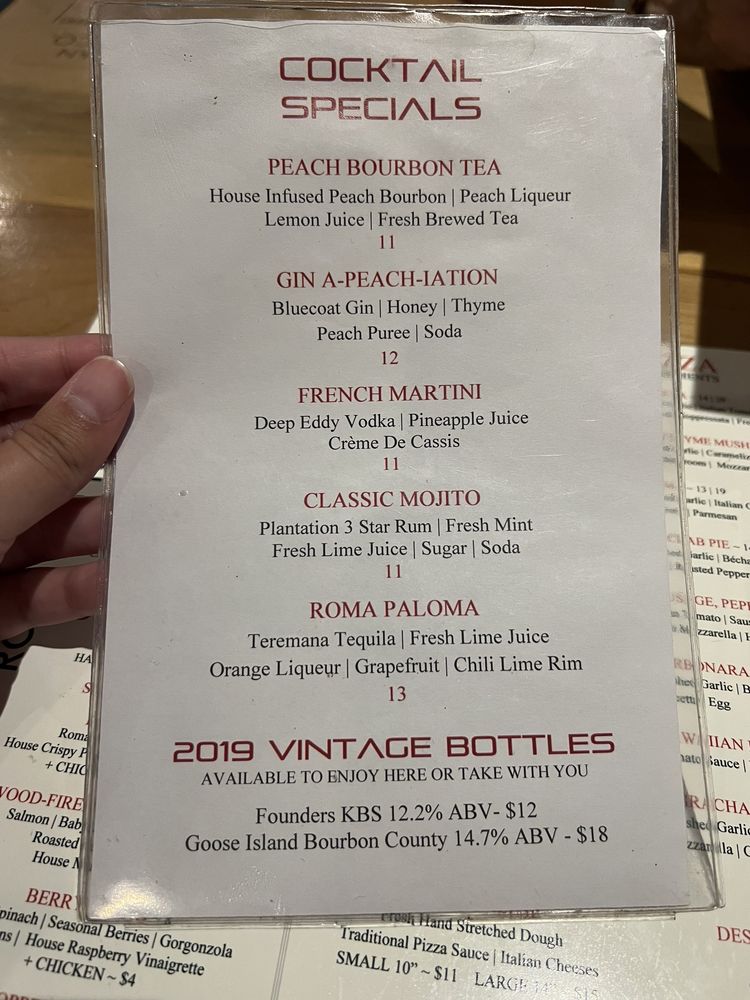 COCKTAIL
SPECIALS
PEACH BOURBON TEA
House Infused Peach Bourbon | Peach Liqueur
Lemon Juice | Fresh Brewed Tea
11
GIN A-PEACH-IATION
Bluecoat Gin | Honey | Thyme
Peach Puree | Soda
12
FRENCH MARTINI
Deep Eddy Vodka | Pineapple Juice
Crème De Cassis
11
CLASSIC MOJITO
Plantation 3 Star Rum | Fresh Mint
Fresh Lime Juice | Sugar | Soda
11
ROMA PALOMA
Teremana Tequila | Fresh Lime Juice
Orange Liqueur | Grapefruit | Chili Lime Rim
13
2019 VINTAGE BOTTLES
AVAILABLE TO ENJOY HERE OR TAKE WITH YOU
Founders KBS 12.2% ABV- $12
Goose Island Bourbon County 14.7% ABV - $18
House Crispy
WOOD-FIRE
Salmon |
Roasted
House
BERRY
Seasonal Berries | Gorgonzola
House Raspberry Vinaigrette
+ CHICKEN ~ $4
Fresh Hand Stretched Dough
Traditional Pizza Sauce | Italian Cheeses
SMALL 10" ~ $11 LARGE 14" $15
MUSH
| Parmesan
PIE ~
Egg
Sauce |